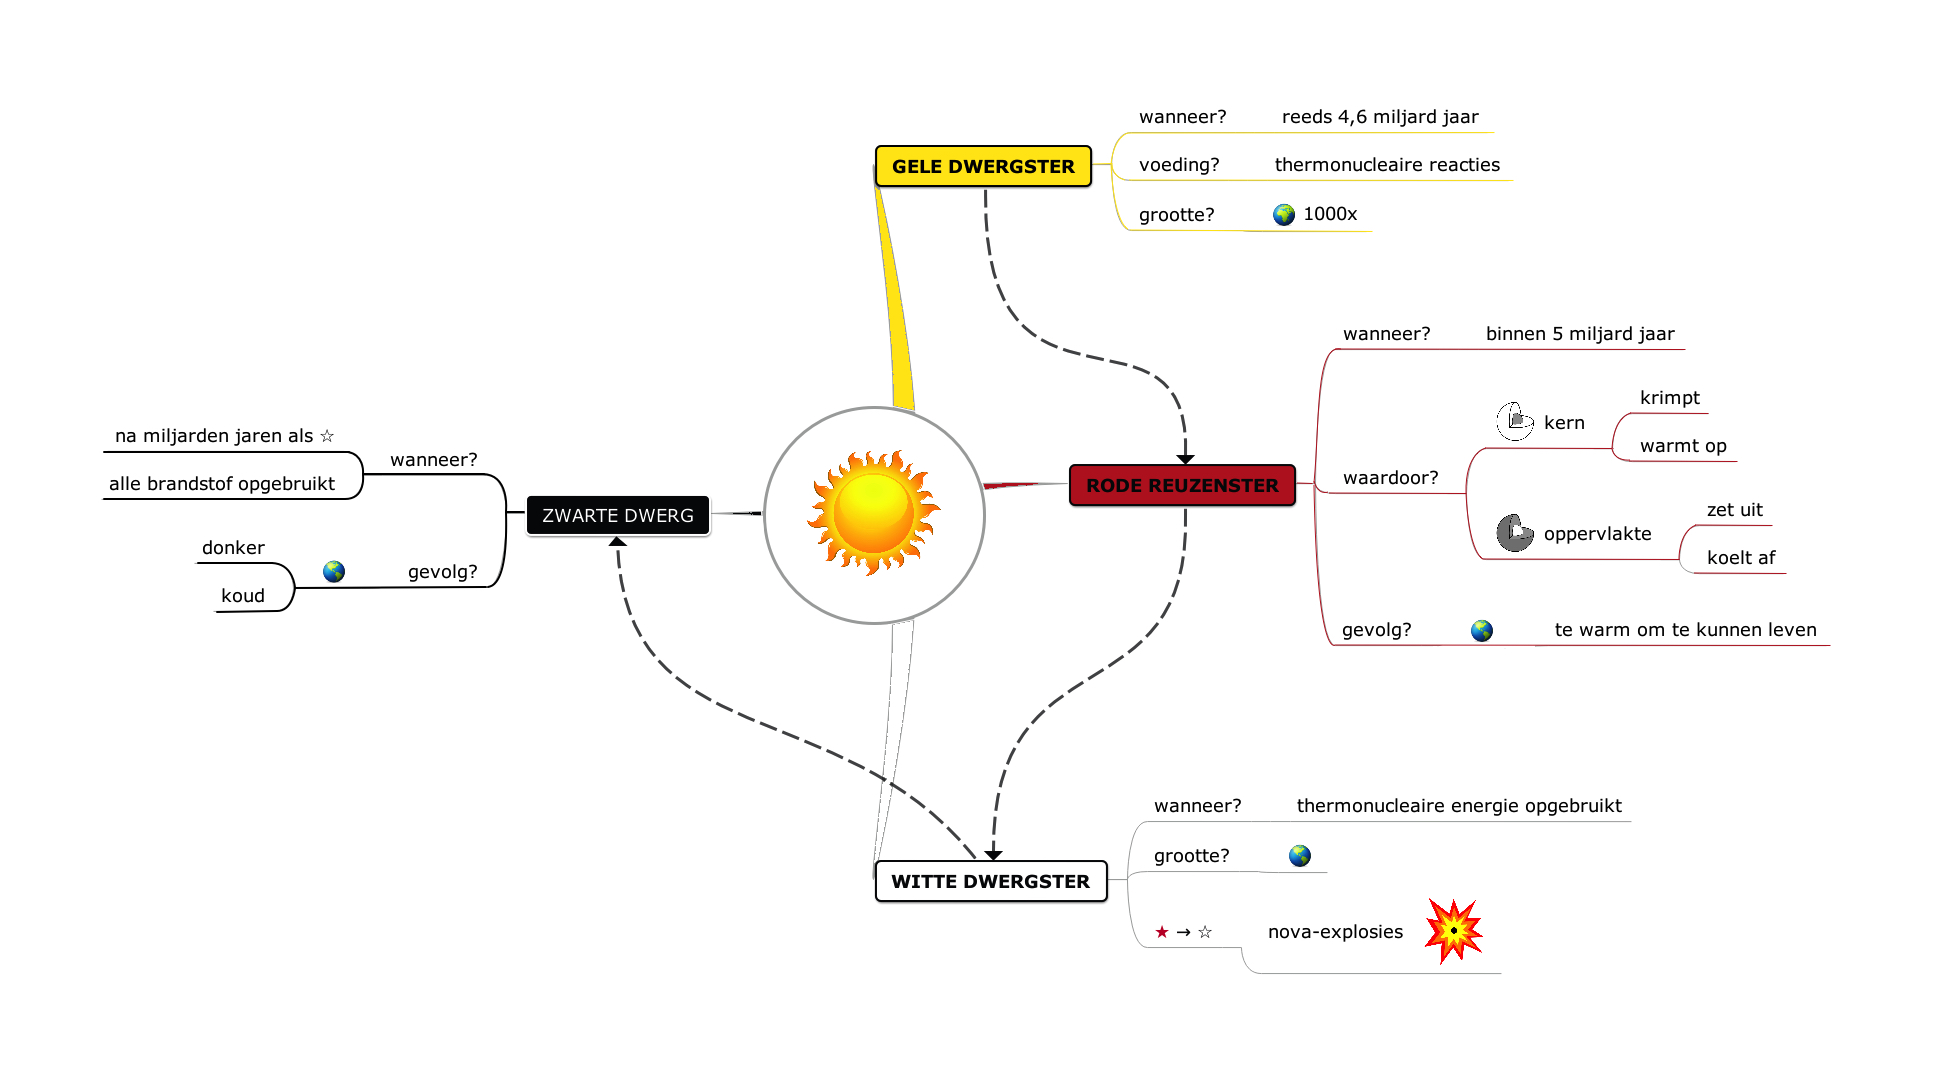 GELE DWERGSTER
wanneer? reeds 4,6 miljard jaar
voeding? thermonucleaire reacties
grootte? 1000x
RODE REUZENSTER
wanneer? binnen 5 miljard jaar
waardoor?
kern
krimpt
warmt op
oppervlakte
zet uit
koelt af
gevolg? te warm om te kunnen leven
WITTE DWERGSTER
wanneer? thermonucleaire energie opgebruikt
grootte?
★ → ☆ nova-explosies
ZWARTE DWERG
wanneer?
na miljarden jaren als ☆
alle brandstof opgebruikt
gevolg?
donker
koud